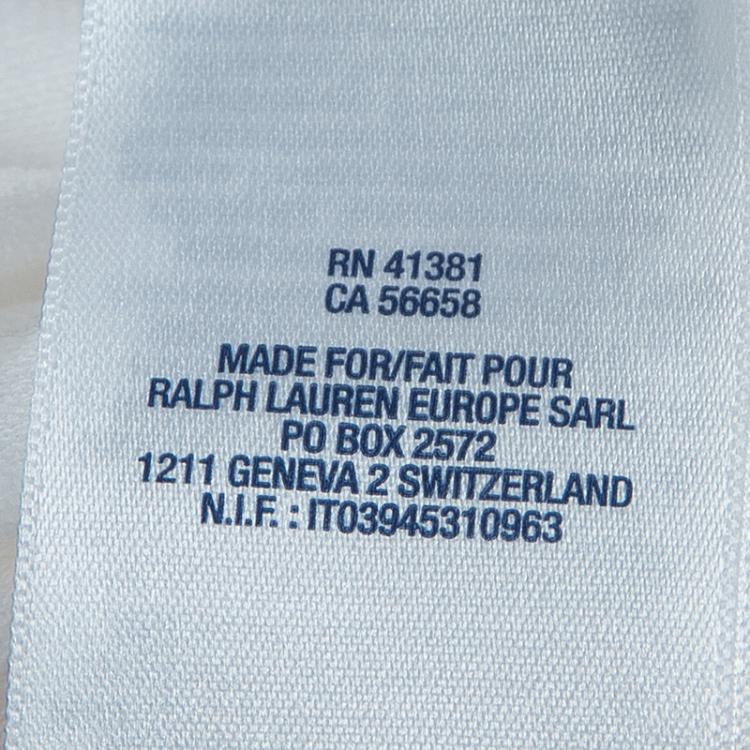 RN 41381
CA 56658
MADE FOR/FAIT POUR
RALPH LAUREN EUROPE SARL
PO BOX 2572
1211 GENEVA 2 SWITZERLAND
N.I.F. : IT03945310963